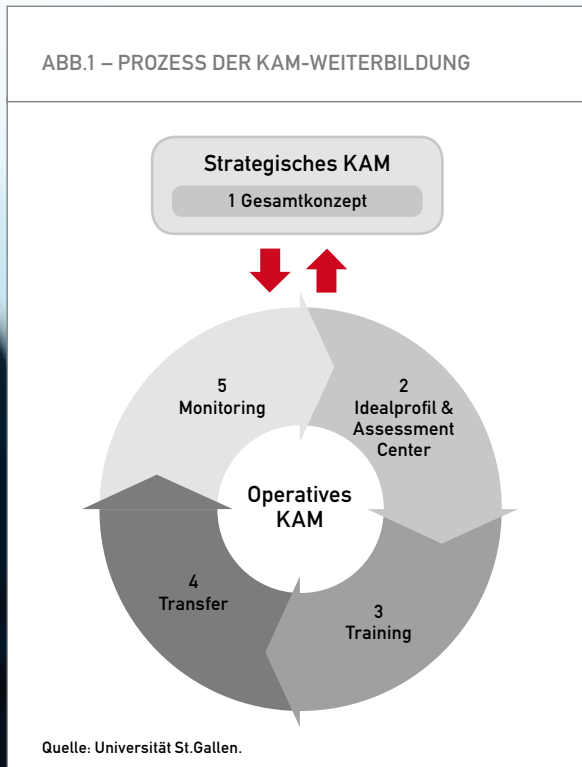 ABB.1 – PROZESS DER KAM-WEITERBILDUNG
Strategisches KAM
1 Gesamtkonzept
5
Monitoring
2
Idealprofil &
Assessment
Center
Operatives
KAM
4
Transfer
3
Training
Quelle: Universität St.Gallen.